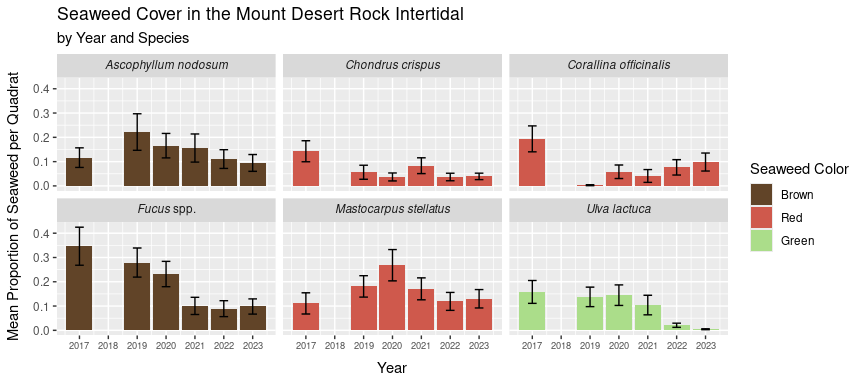 Seaweed Cover in the Mount Desert Rock Intertidal
by Year and Species
Ascophyllum nodosum
Chondrus crispus
Corallina officinalis
0.4
0.3
0.2
0.1
0.0
Fucus spp.
Mastocarpus stellatus
Ulva lactuca
0.4
0.3
0.2
0.1
0.0
2017 2018 2019 2020 2021 2022 2023
2017 2018 2019 2020 2021 2022 2023
2017 2018 2019 2020 2021 2022 2023
Year
Mean Proportion of Seaweed per Quadrat
Seaweed Color
Brown
Red
Green